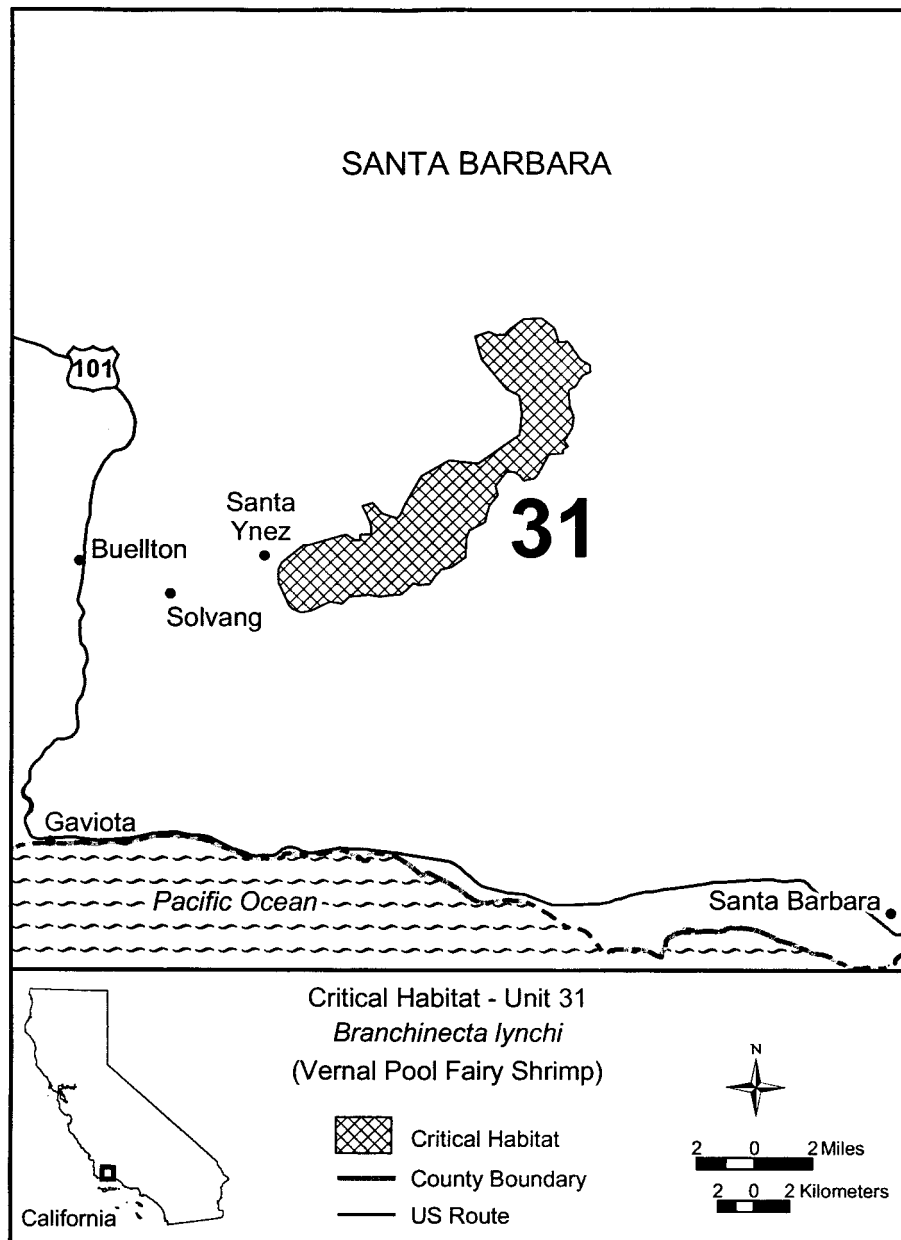 SANTA BARBARA
101
Santa
Ynez
31
Buellton
Solvang
Gaviota
Pacific Ocean
Santa Barbara
Critical Habitat - Unit 31
Branchinecta lynchi
(Vernal Pool Fairy Shrimp)
N
Critical Habitat
County Boundary
US Route
2 0 2 Miles
2 0 2 Kilometers
California